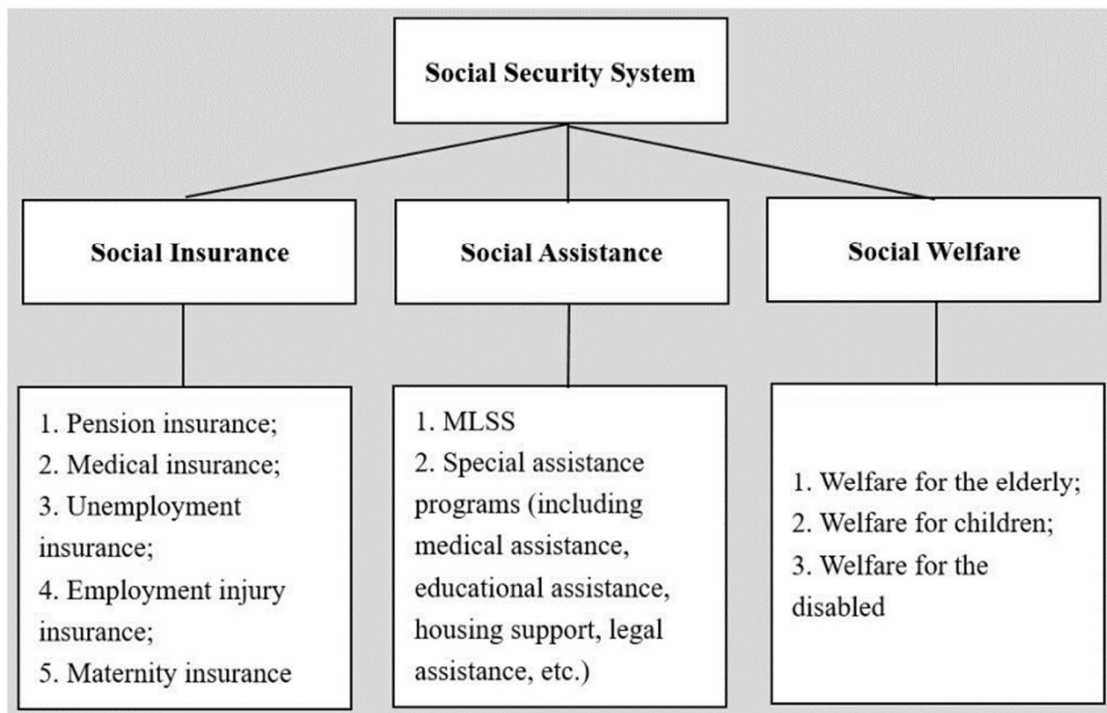 Social Security System
Social Insurance
Social Assistance
Social Welfare
1. Pension insurance;
2. Medical insurance;
3. Unemployment
insurance;
4. Employment injury
insurance;
5. Maternity insurance
1. MLSS
2. Special assistance
programs (including
medical assistance,
educational assistance,
housing support, legal
assistance, etc.)
1. Welfare for the elderly;
2. Welfare for children;
3. Welfare for the
disabled